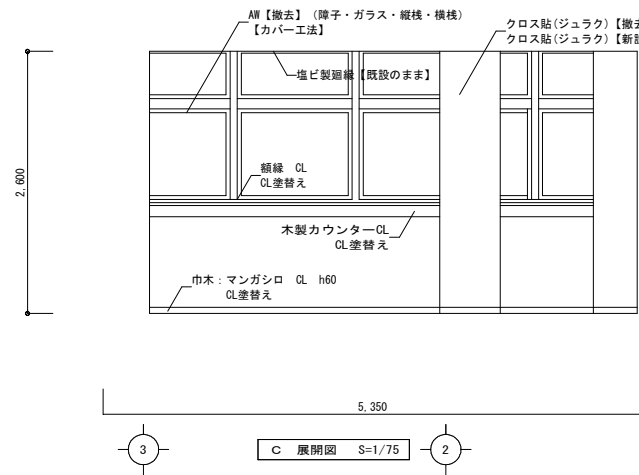 AW【撤去】（障子・ガラス・縦桟・横桟）
【カバー工法】
クロス貼(ジュラク)【撤去
クロス貼(ジュラク)【新設
塩ビ製廻縁【既設のまま】
2,600
額縁 CL
CL塗替え
木製カウンターCL
CL塗替え
巾木：マンガシロ CL h60
CL塗替え
5,350
3
C 展開図 S=1/75
2